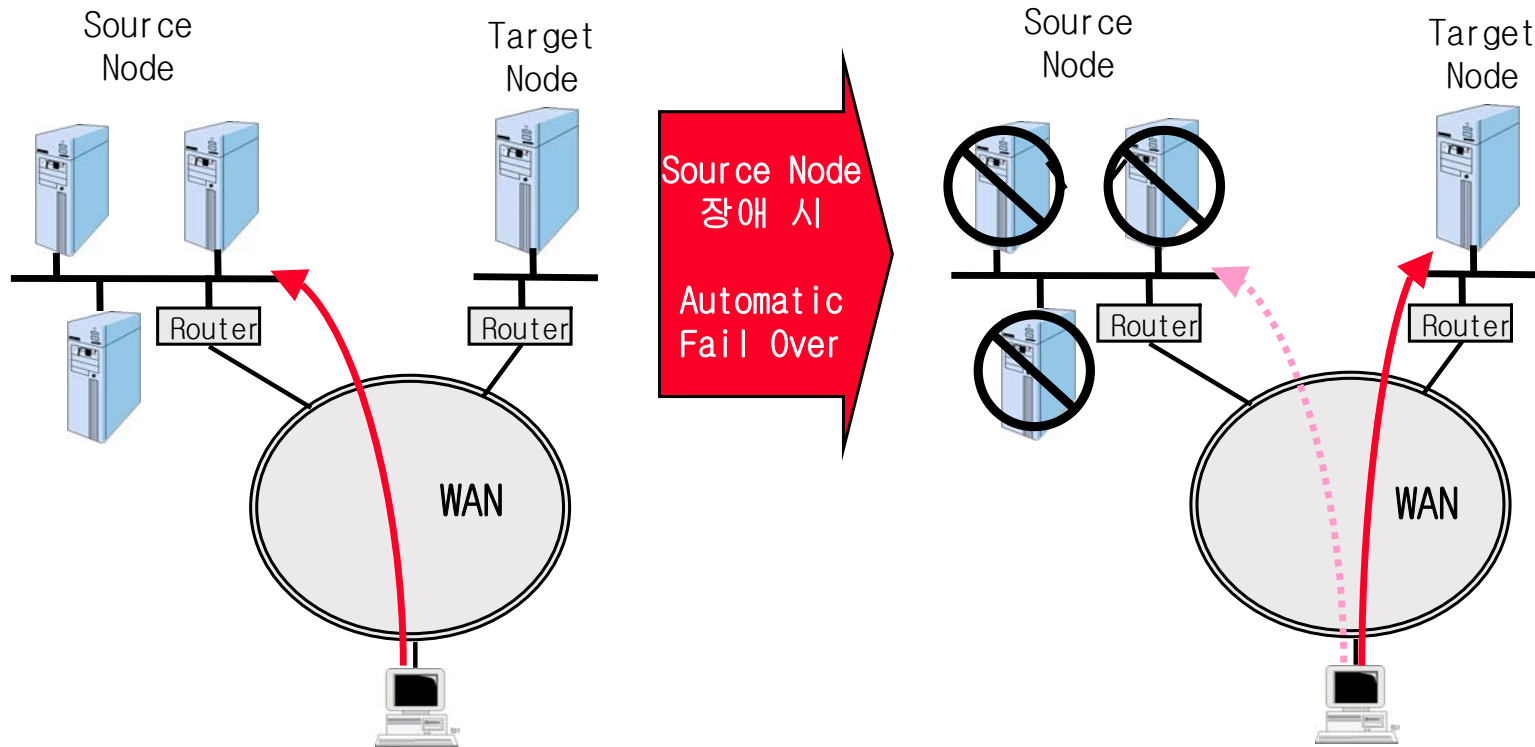 Source
Node
Target
Node
Router
Router
WAN
Source Node
장애 시
Automatic
Fail Over
Source
Node
Target
Node
Router
Router
WAN